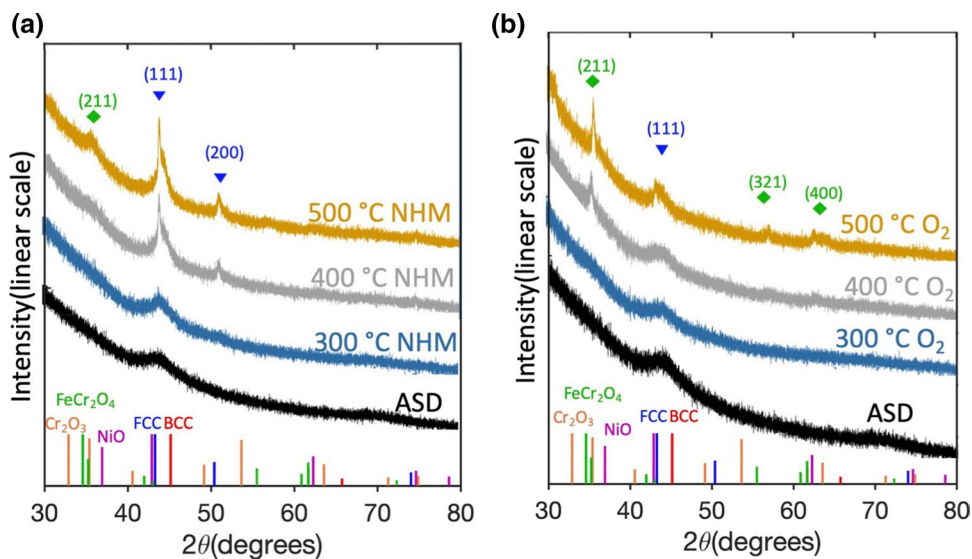 (a)
Intensity(linear scale)
(211)
(111)
(200)
500 °C NHM
400 °C NHM
300 °C NHM
ASD
FeCr₂O₄
Cr₂O₃
NiO
FCC
BCC
30 40 50 60 70 80
2θ(degrees)
(b)
Intensity(linear scale)
(211)
(111)
(321)
(400)
500 °C O₂
400 °C O₂
300 °C O₂
ASD
FeCr₂O₄
Cr₂O₃
NiO
FCC
BCC
30 40 50 60 70 80
2θ(degrees)